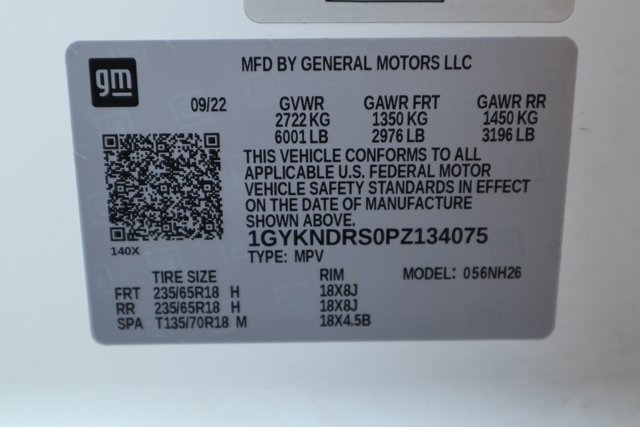 gm
MFD BY GENERAL MOTORS LLC
09/22 GVWR GAWR FRT GAWR RR
2722 KG 1350 KG 1450 KG
6001 LB 2976 LB 3196 LB
THIS VEHICLE CONFORMS TO ALL
APPLICABLE U.S. FEDERAL MOTOR
VEHICLE SAFETY STANDARDS IN EFFECT
ON THE DATE OF MANUFACTURE
SHOWN ABOVE.
1GYKNDRS0PZ134075
140X
TYPE: MPV
TIRE SIZE RIM MODEL: 056NH26
FRT 235/65R18 H 18X8J
RR 235/65R18 H 18X8J
SPA T135/70R18 M 18X4.5B